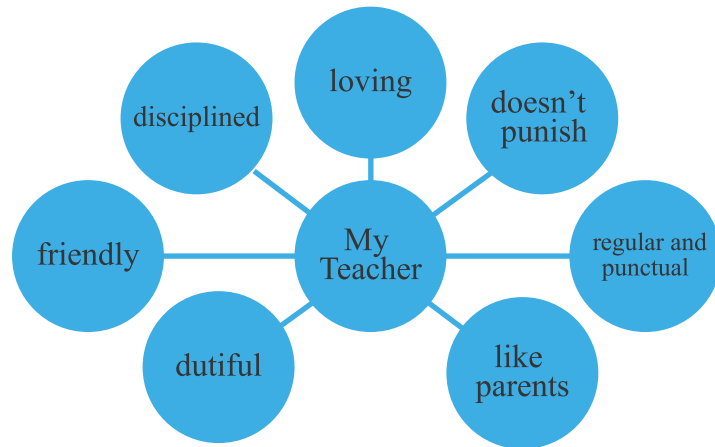 loving
disciplined
doesn’t
punish
friendly
My
Teacher
regular and
punctual
dutiful
like
parents